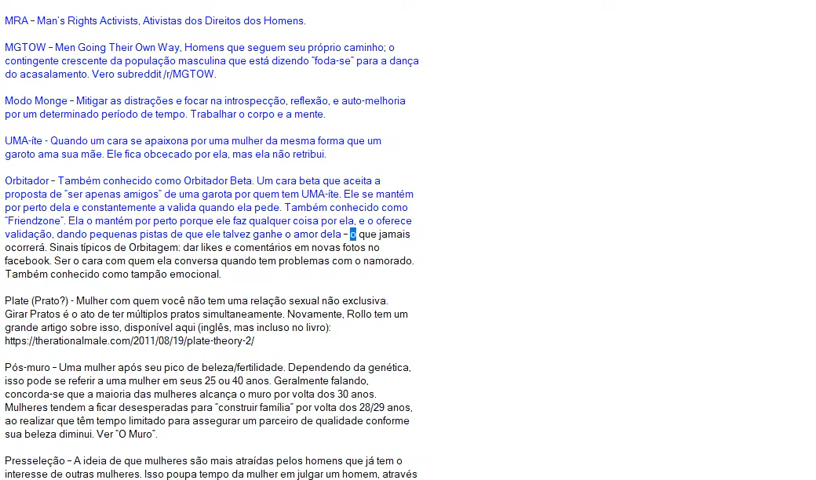 MRA – Man's Rights Activists, Ativistas dos Direitos dos Homens.
MGTOW – Men Going Their Own Way, Homens que seguem seu próprio caminho; o
contingente crescente da população masculina que está dizendo "foda-se" para a dança
do acasalamento. Vero subreddit /r/MGTOW.
Modo Monge – Mitigar as distrações e focar na introspecção, reflexão, e auto-melhoria
por um determinado período de tempo. Trabalhar o corpo e a mente.
UMA-ite - Quando um cara se apaixona por uma mulher da mesma forma que um
garoto ama sua mãe. Ele fica obcecado por ela, mas ela não retribui.
Orbitador – Também conhecido como Orbitador Beta. Um cara beta que aceita a
proposta de "ser apenas amigos" de uma garota por quem tem UMA-ite. Ele se mantém
por perto dela e constantemente a valida quando ela pede. Também conhecido como
"Friendzone". Ela o mantém por perto porque ele faz qualquer coisa por ela, e o oferece
validação, dando pequenas pistas de que ele talvez ganhe o amor dela – o que jamais
ocorrerá. Sinais típicos de Orbitagem: dar likes e comentários em novas fotos no
facebook. Ser o cara com quem ela conversa quando tem problemas com o namorado.
Também conhecido como tampão emocional.
Plate (Prato?) - Mulher com quem você não tem uma relação sexual não exclusiva.
Girar Pratos é o ato de ter múltiplos pratos simultaneamente. Novamente, Rollo tem um
grande artigo sobre isso, disponível aqui (inglês, mas incluso no livro):
https://therationalmale.com/2011/08/19/plate-theory-2/
Pós-muro – Uma mulher após seu pico de beleza/fertilidade. Dependendo da genética,
isso pode se referir a uma mulher em seus 25 ou 40 anos. Geralmente falando,
concorda-se que a maioria das mulheres alcança o muro por volta dos 30 anos.
Mulheres tendem a ficar desesperadas para "construir família" por volta dos 28/29 anos,
ao realizar que têm tempo limitado para assegurar um parceiro de qualidade conforme
sua beleza diminui. Ver "O Muro".
Presseleção – A ideia de que mulheres são mais atraídas pelos homens que já tem o
interesse de outras mulheres. Isso poupa tempo da mulher em julgar um homem, através